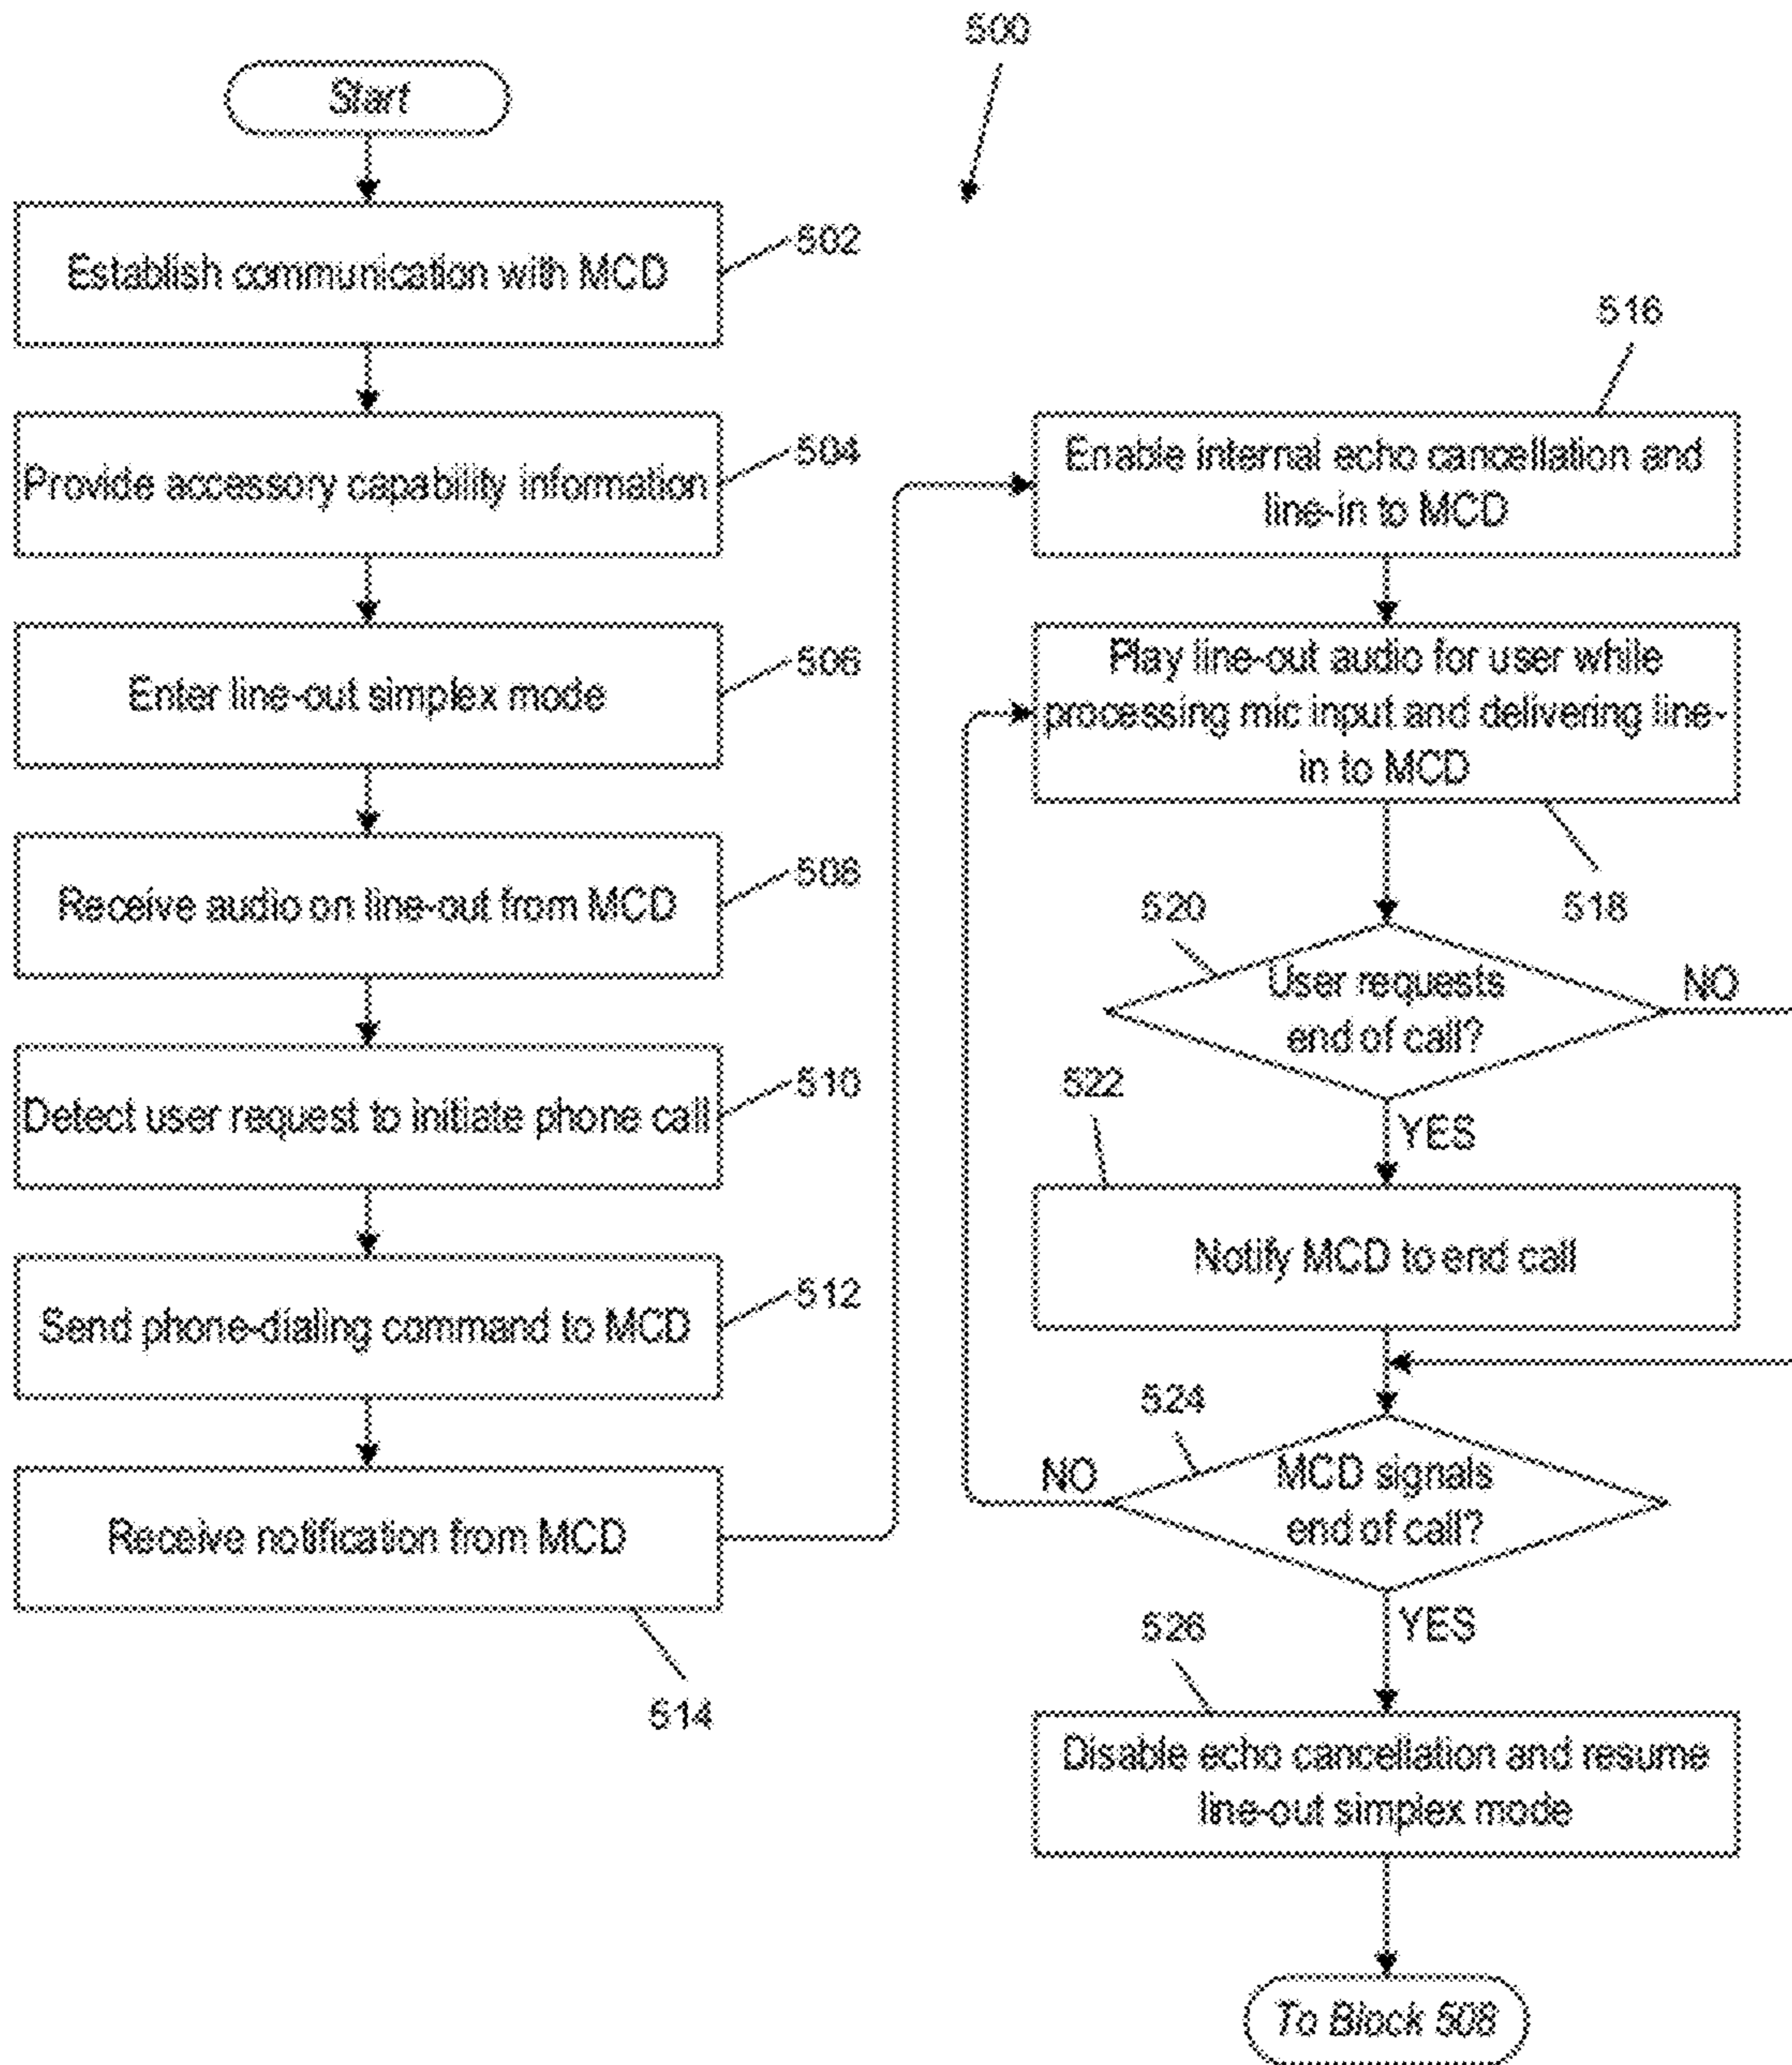 500
Start
Establish communication with MCD
502
Provide accessory capability information
504
Enter line-out simplex mode
506
Receive audio on line-out from MCD
508
Detect user request to initiate phone call
510
Send phone-dialing command to MCD
512
Receive notification from MCD
514
516
Enable internal echo cancellation and
line-in to MCD
Play line-out audio for user while
processing mic input and delivering line-
in to MCD
518
520
User requests
end of call?
NO
YES
522
Notify MCD to end call
524
MCD signals
end of call?
NO
YES
526
Disable echo cancellation and resume
line-out simplex mode
To Block 508